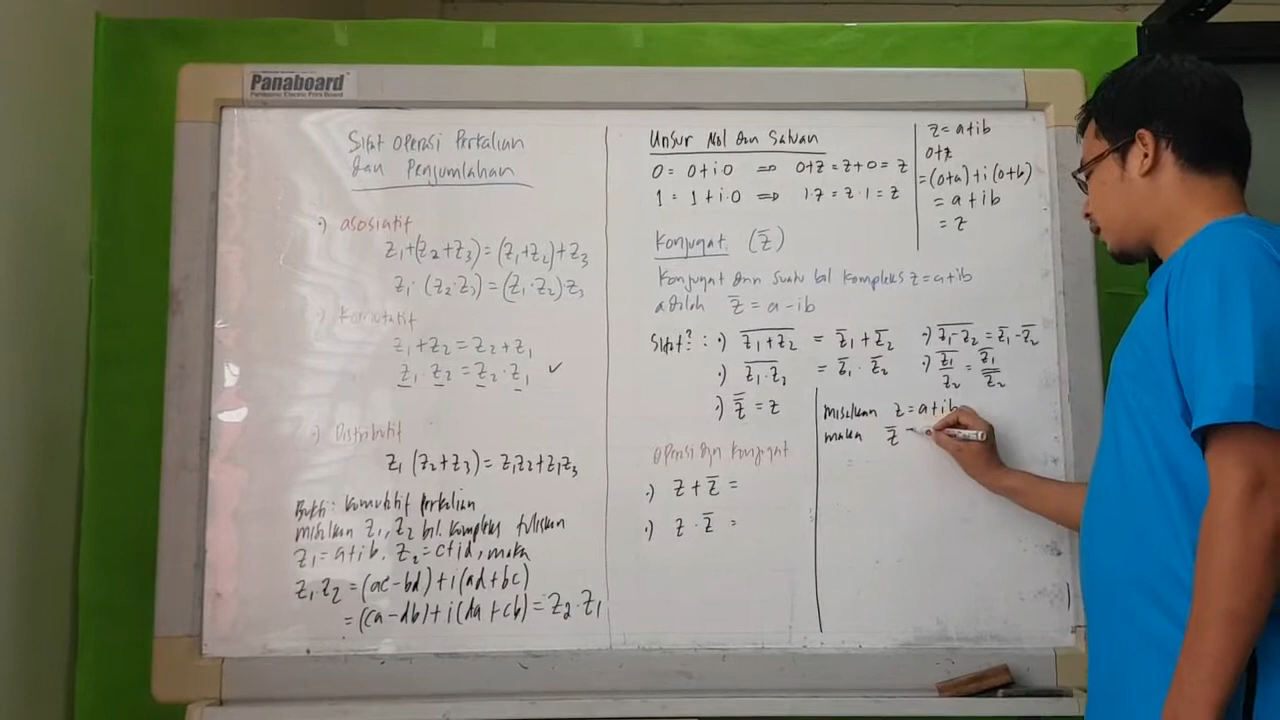 Panaboard
Sifat Operasi Perkalian
dan Penjumlahan
•) asosiatif
z₁+(z₂+z₃)=(z₁+z₂)+z₃
z₁·(z₂·z₃)=(z₁·z₂)·z₃
•) Komutatif
z₁+z₂=z₂+z₁
z₁·z₂=z₂·z₁ ✓
•) Distributif
z₁(z₂+z₃)=z₁z₂+z₁z₃
Bukti: Komutatif perkalian
misalkan z₁, z₂ bil. kompleks tuliskan
z₁=a+ib, z₂=c+id, maka
z₁·z₂=(ac-bd)+i(ad+bc)
=(ca-db)+i(da+cb)=z₂·z₁
Unsur Nol dan Satuan
0 = 0+i·0 ⟹ 0+z=z+0=z
1 = 1+i·0 ⟹ 1·z=z·1=z
z=a+ib
0+z
=(0+a)+i(0+b)
=a+ib
=z
Konjugat (z̄)
Konjugat dari suatu bil kompleks z=a+ib
adalah z̄=a-ib
Sifat²: •) \overline{z₁+z₂} = z̄₁+z̄₂ •) \overline{z₁-z₂}=z̄₁-z̄₂
•) \overline{z₁·z₂} = z̄₁·z̄₂ •) \overline{z₁}/z₂ = z̄₁/z̄₂
•) z̿=z
misalkan z=a+ib
maka z̄
Operasi dgn Konjugat
•) z+z̄=
•) z·z̄=